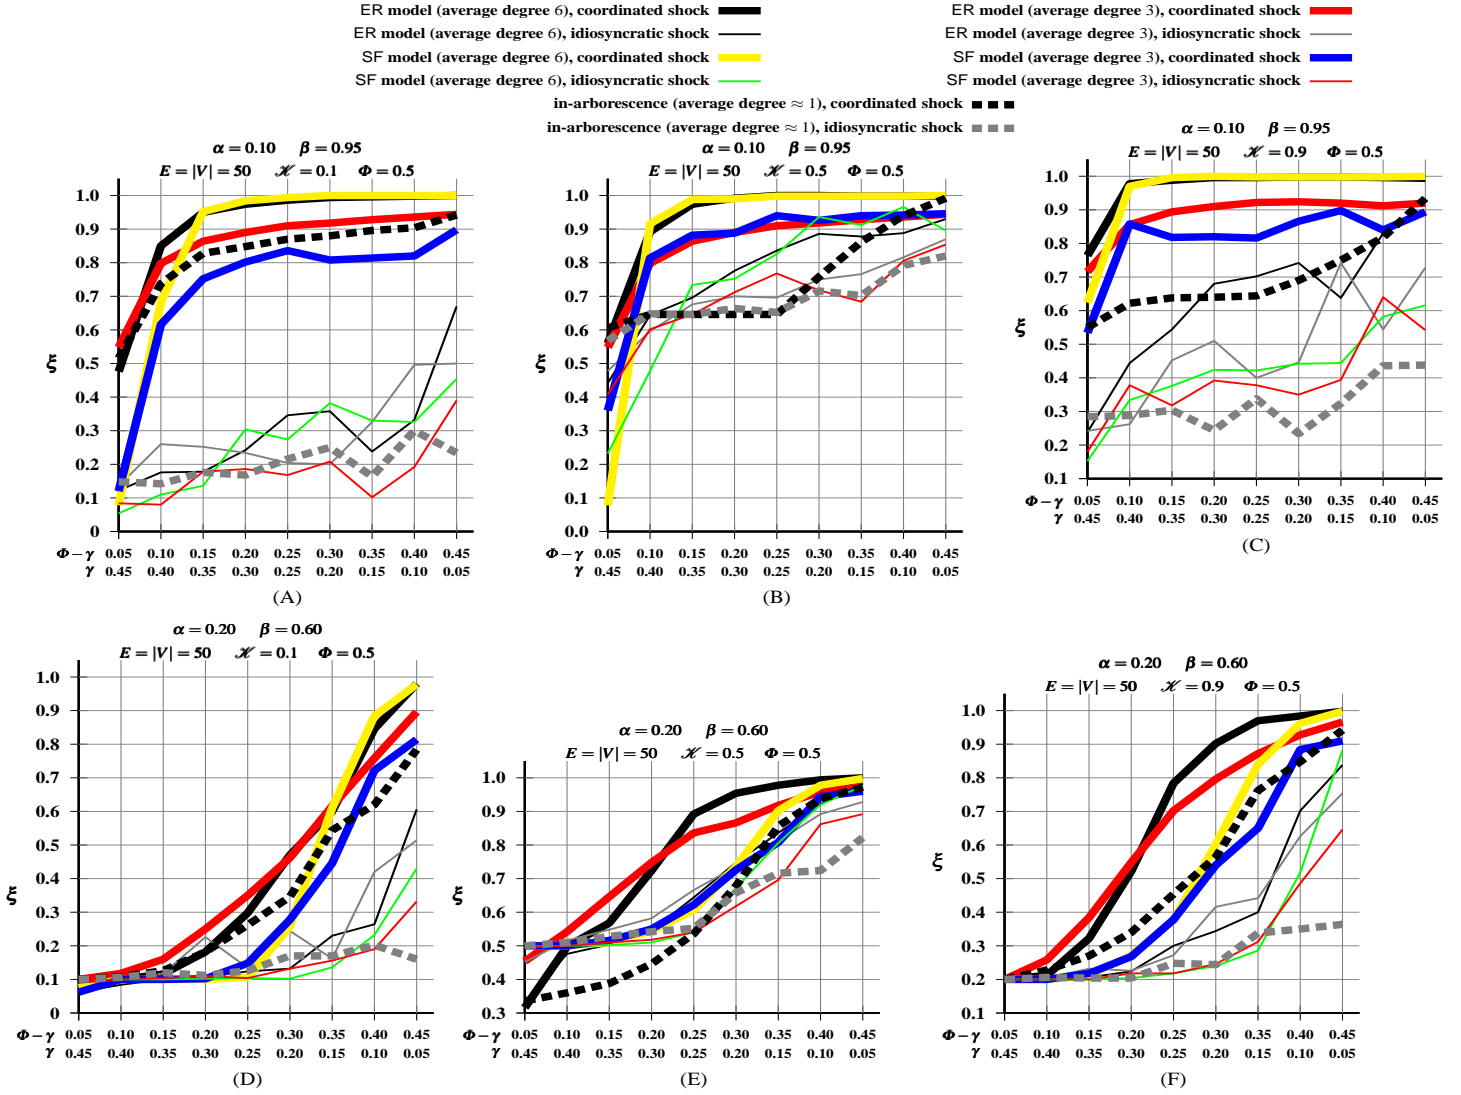 ER model (average degree 6), coordinated shock
ER model (average degree 6), idiosyncratic shock
SF model (average degree 6), coordinated shock
SF model (average degree 6), idiosyncratic shock
ER model (average degree 3), coordinated shock
ER model (average degree 3), idiosyncratic shock
SF model (average degree 3), coordinated shock
SF model (average degree 3), idiosyncratic shock
in-arborescence (average degree ≈ 1), coordinated shock
in-arborescence (average degree ≈ 1), idiosyncratic shock
α = 0.10 β = 0.95
E = |V| = 50 𝒦 = 0.1 Φ = 0.5
1.0
0.9
0.8
0.7
0.6
0.5
0.4
0.3
0.2
0.1
0
ξ
Φ − γ 0.05 0.10 0.15 0.20 0.25 0.30 0.35 0.40 0.45
γ 0.45 0.40 0.35 0.30 0.25 0.20 0.15 0.10 0.05
(A)
α = 0.10 β = 0.95
E = |V| = 50 𝒦 = 0.5 Φ = 0.5
1.0
0.9
0.8
0.7
0.6
0.5
0.4
0.3
0.2
0.1
0.0
ξ
Φ − γ 0.05 0.10 0.15 0.20 0.25 0.30 0.35 0.40 0.45
γ 0.45 0.40 0.35 0.30 0.25 0.20 0.15 0.10 0.05
(B)
α = 0.10 β = 0.95
E = |V| = 50 𝒦 = 0.9 Φ = 0.5
1.0
0.9
0.8
0.7
0.6
0.5
0.4
0.3
0.2
0.1
ξ
Φ − γ 0.05 0.10 0.15 0.20 0.25 0.30 0.35 0.40 0.45
γ 0.45 0.40 0.35 0.30 0.25 0.20 0.15 0.10 0.05
(C)
α = 0.20 β = 0.60
E = |V| = 50 𝒦 = 0.1 Φ = 0.5
1.0
0.9
0.8
0.7
0.6
0.5
0.4
0.3
0.2
0.1
0
ξ
Φ − γ 0.05 0.10 0.15 0.20 0.25 0.30 0.35 0.40 0.45
γ 0.45 0.40 0.35 0.30 0.25 0.20 0.15 0.10 0.05
(D)
α = 0.20 β = 0.60
E = |V| = 50 𝒦 = 0.5 Φ = 0.5
1.0
0.9
0.8
0.7
0.6
0.5
0.4
0.3
ξ
Φ − γ 0.05 0.10 0.15 0.20 0.25 0.30 0.35 0.40 0.45
γ 0.45 0.40 0.35 0.30 0.25 0.20 0.15 0.10 0.05
(E)
α = 0.20 β = 0.60
E = |V| = 50 𝒦 = 0.9 Φ = 0.5
1.0
0.9
0.8
0.7
0.6
0.5
0.4
0.3
0.2
0.1
ξ
Φ − γ 0.05 0.10 0.15 0.20 0.25 0.30 0.35 0.40 0.45
γ 0.45 0.40 0.35 0.30 0.25 0.20 0.15 0.10 0.05
(F)